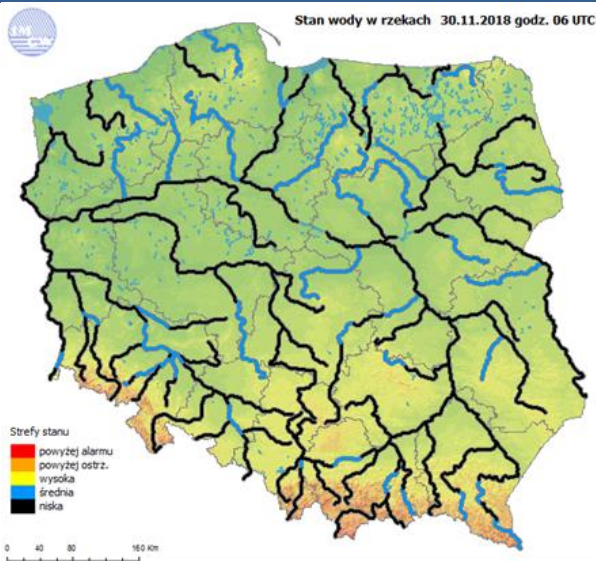 Stan wody w rzekach 30.11.2018 godz. 06 UTC
Strefy stanu
powyżej alarmu
powyżej ostrz.
wysoka
średnia
niska
0 40 80 160 Km